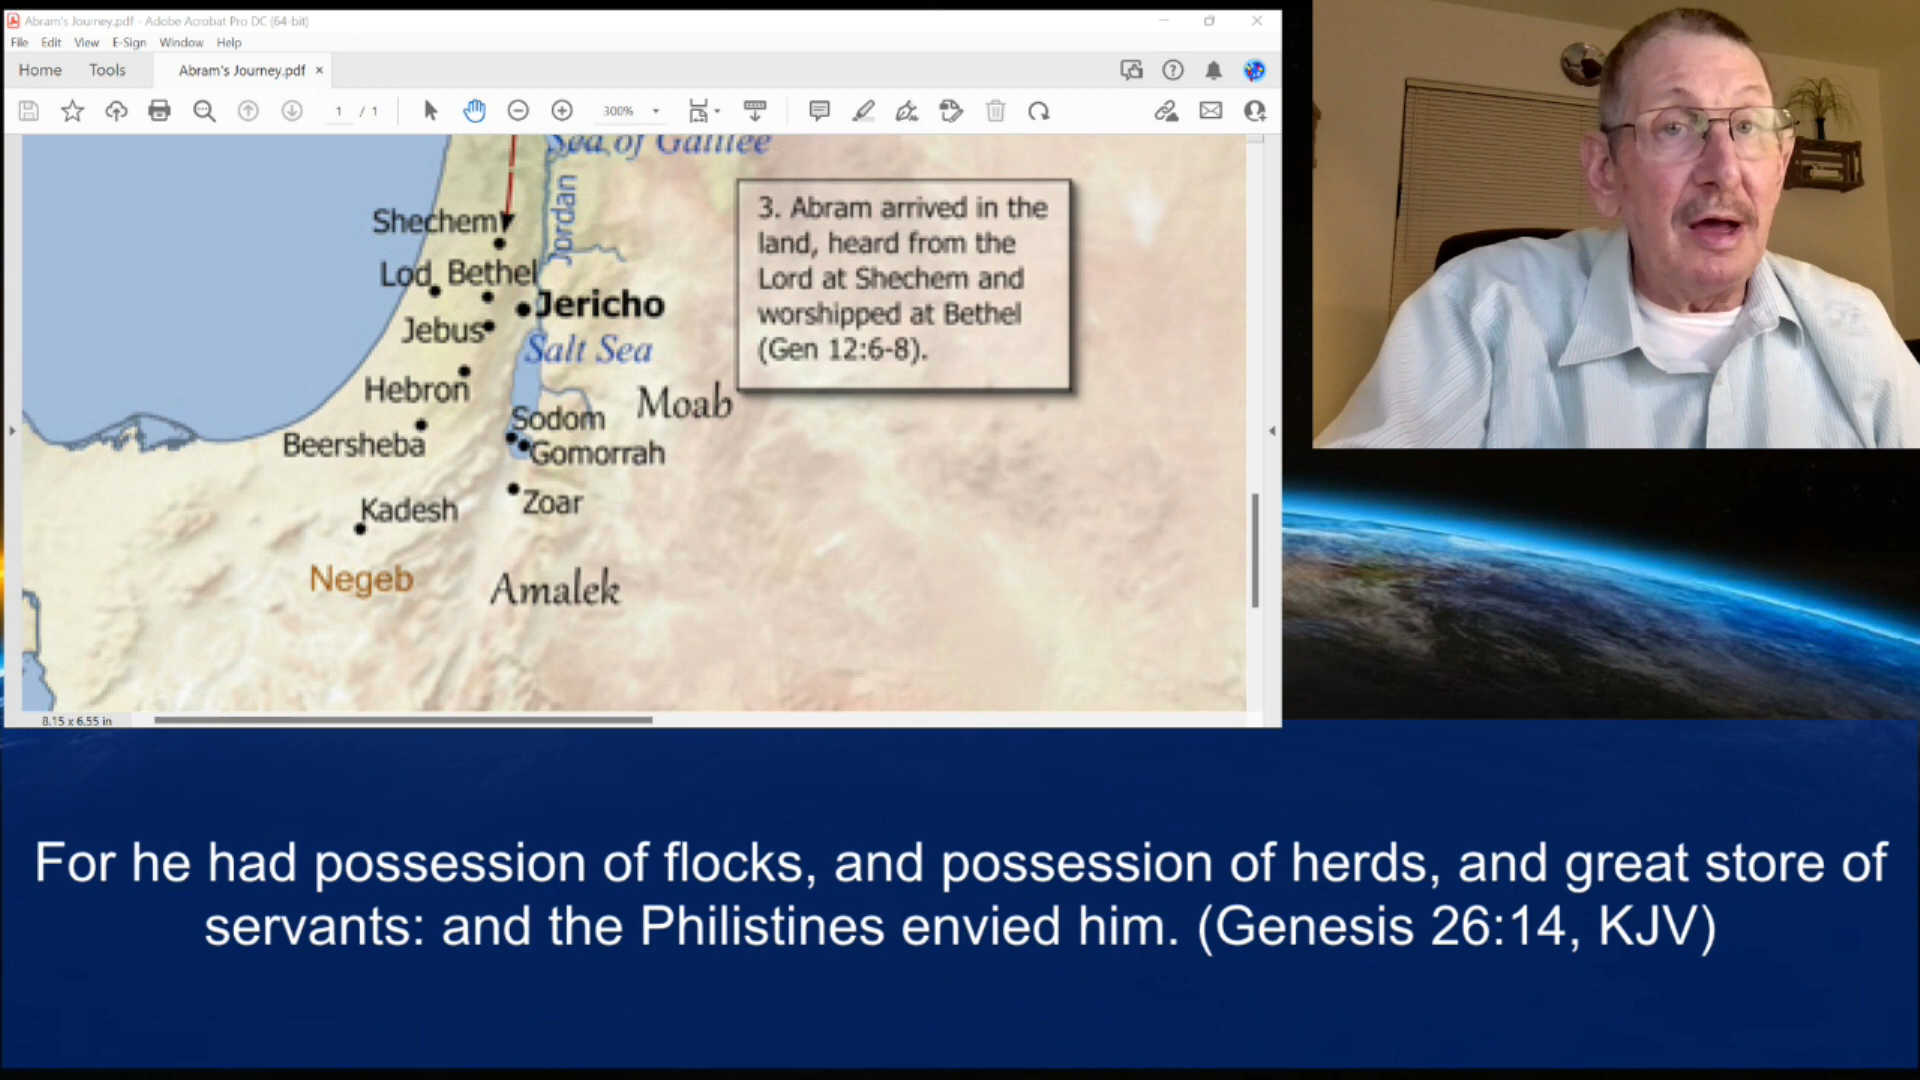 Abram's Journey.pdf - Adobe Acrobat Pro DC (64-bit)
File Edit View E-Sign Window Help
Home Tools Abram's Journey.pdf ×
1 / 1 300%
Sea of Galilee
Jordan
Shechem
Lod Bethel
Jericho
Jebus
Salt Sea
Hebron
Moab
Sodom
Beersheba
Gomorrah
Zoar
Kadesh
Negeb
Amalek
3. Abram arrived in the
land, heard from the
Lord at Shechem and
worshipped at Bethel
(Gen 12:6-8).
8.15 x 6.55 in
For he had possession of flocks, and possession of herds, and great store of
servants: and the Philistines envied him. (Genesis 26:14, KJV)